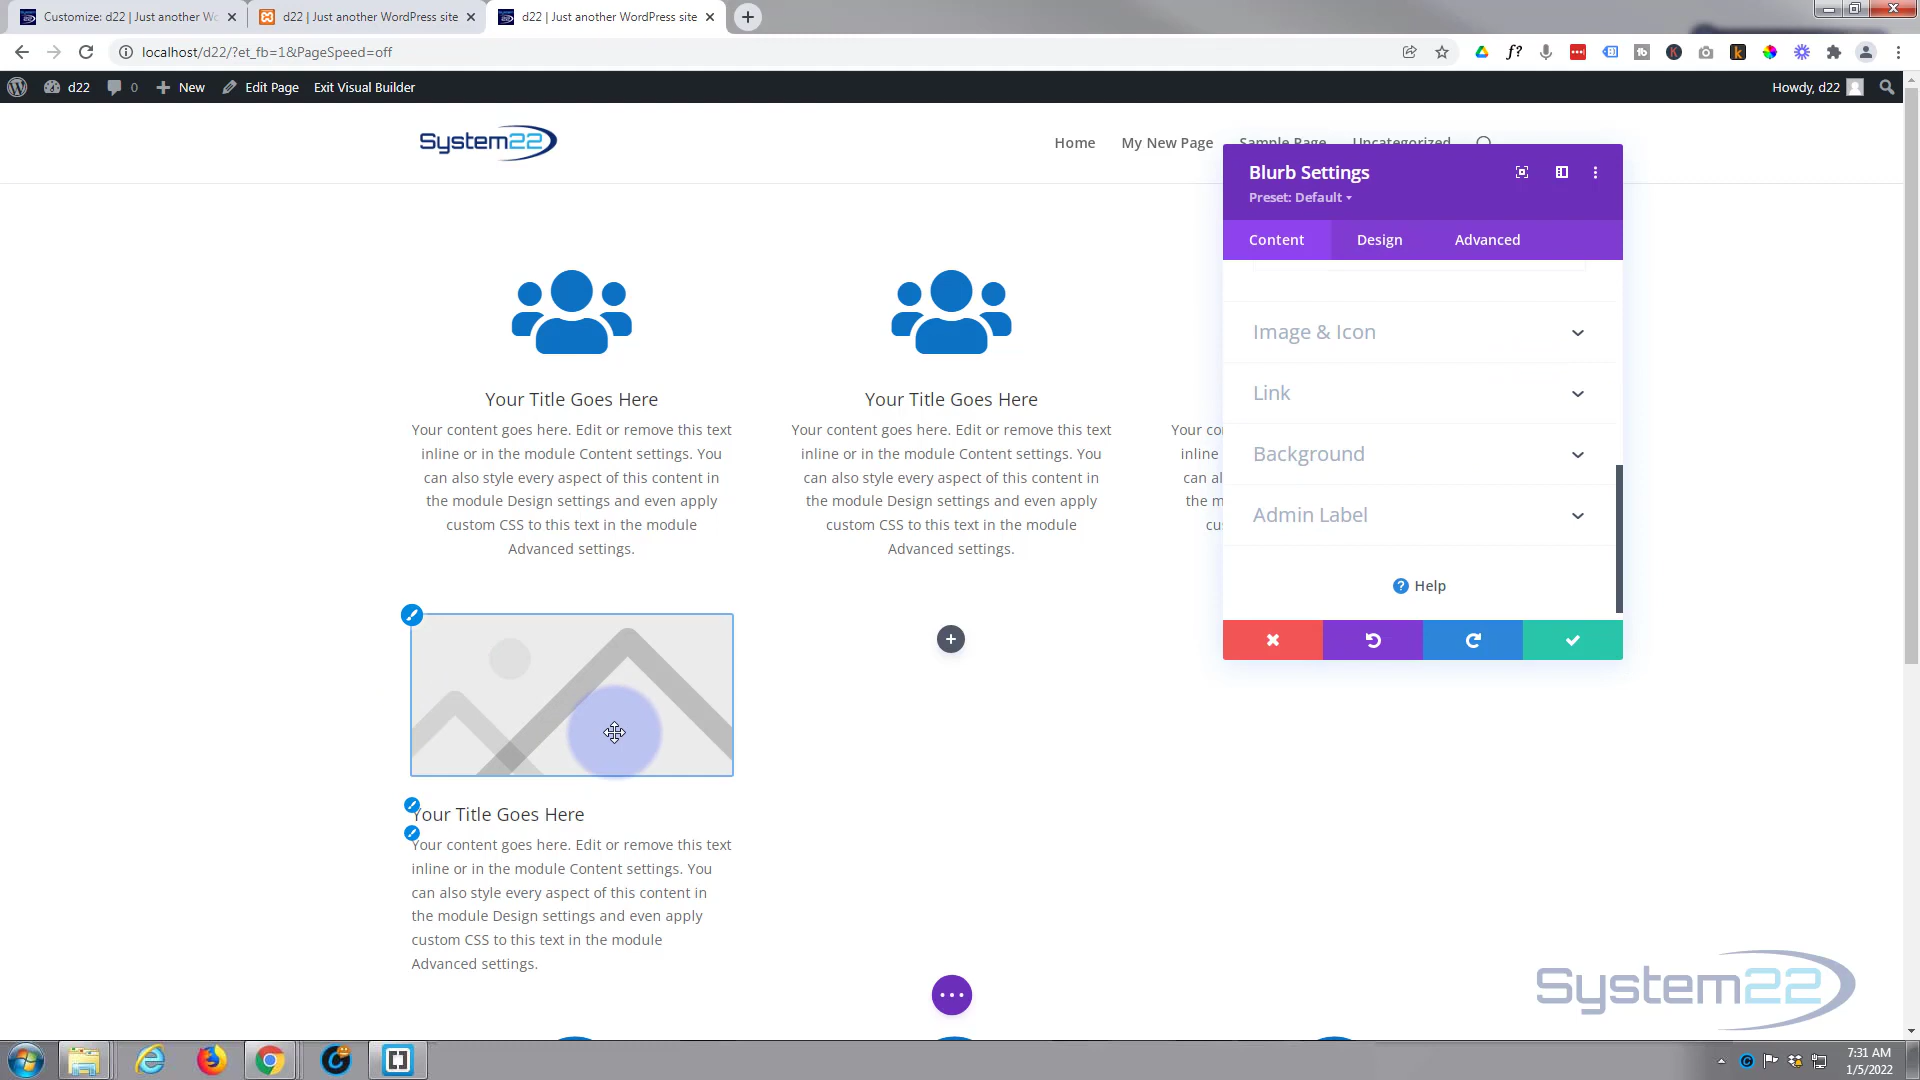 Customize: d22 | Just another Wo
d22 | Just another WordPress site
d22 | Just another WordPress site
localhost/d22/?et_fb=1&PageSpeed=off
d22
0
New
Edit Page
Exit Visual Builder
Howdy, d22
System22
Home
My New Page
Sample Page
Uncategorized
Blurb Settings
Preset: Default
Content
Design
Advanced
Image & Icon
Link
Background
Admin Label
Help
Your Title Goes Here
Your content goes here. Edit or remove this text
inline or in the module Content settings. You
can also style every aspect of this content in
the module Design settings and even apply
custom CSS to this text in the module
Advanced settings.
Your Title Goes Here
Your content goes here. Edit or remove this text
inline or in the module Content settings. You
can also style every aspect of this content in
the module Design settings and even apply
custom CSS to this text in the module
Advanced settings.
Your co
inline
can al
the m
cu
Your Title Goes Here
Your content goes here. Edit or remove this text
inline or in the module Content settings. You
can also style every aspect of this content in
the module Design settings and even apply
custom CSS to this text in the module
Advanced settings.
System22
7:31 AM
1/5/2022